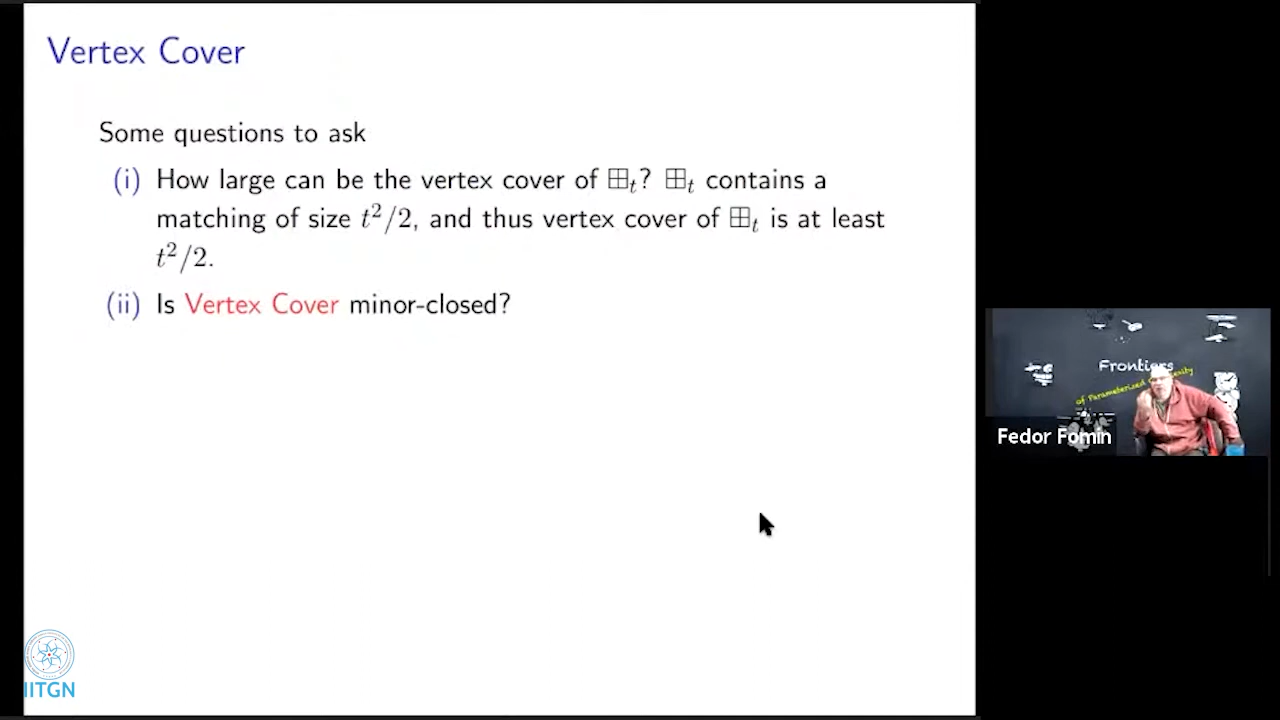 Vertex Cover
Some questions to ask
(i) How large can be the vertex cover of ⊞t? ⊞t contains a
matching of size t²/2, and thus vertex cover of ⊞t is at least
t²/2.
(ii) Is Vertex Cover minor-closed?
Frontiers
of Parameterized
Fedor Fomin
IITGN